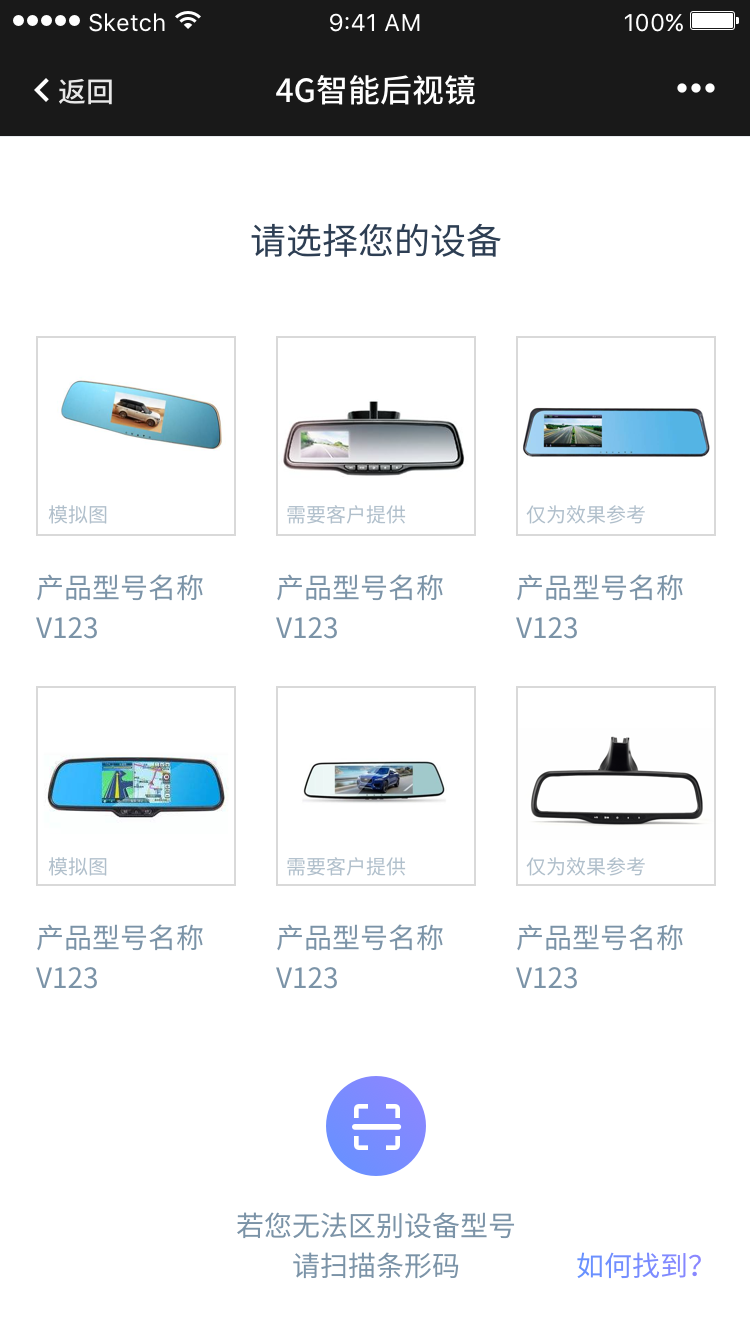 Sketch 9:41 AM 100%
返回 4G智能后视镜
请选择您的设备
模拟图 需要客户提供 仅为效果参考
产品型号名称 产品型号名称 产品型号名称
V123 V123 V123
模拟图 需要客户提供 仅为效果参考
产品型号名称 产品型号名称 产品型号名称
V123 V123 V123
若您无法区别设备型号
请扫描条形码 如何找到?